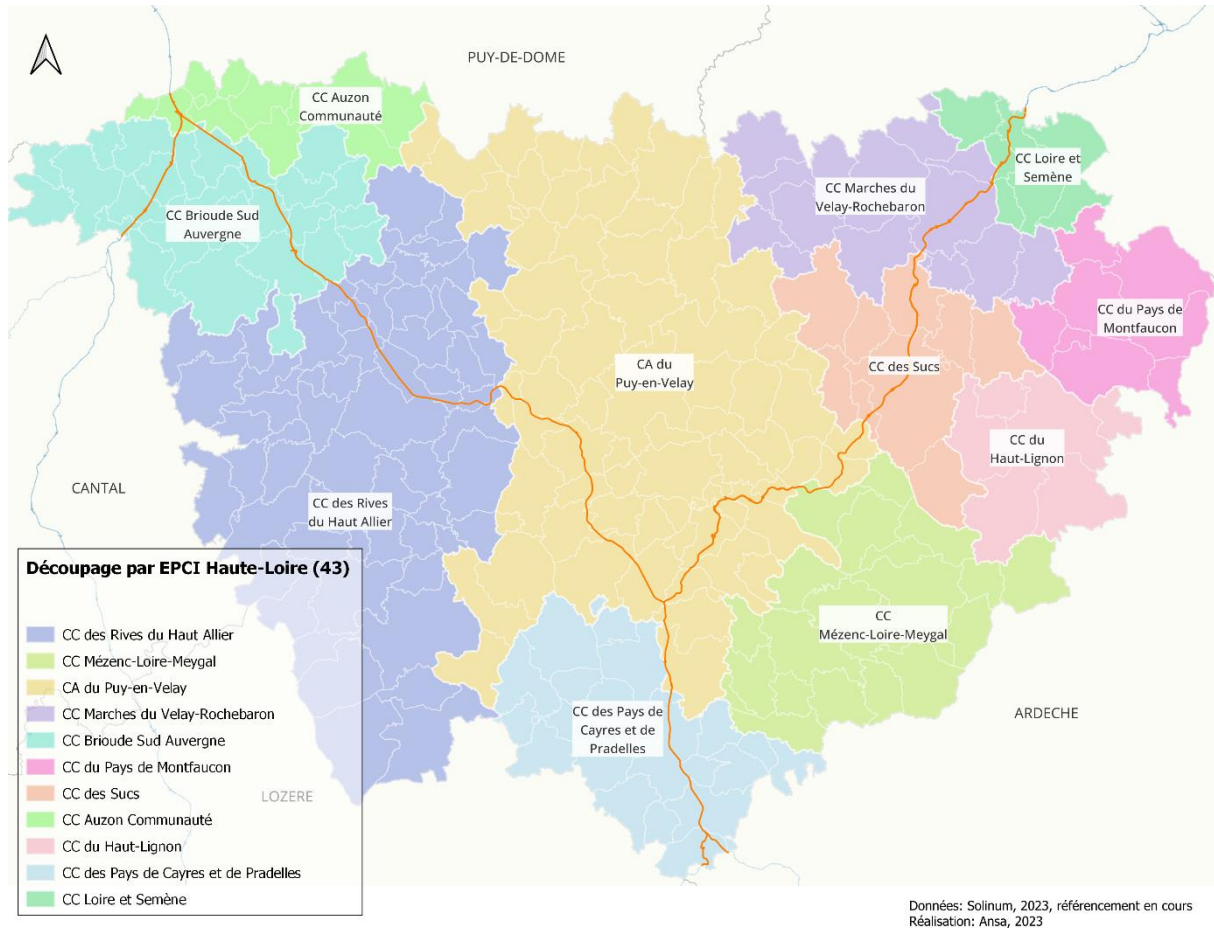 PUY-DE-DOME
CC Auzon
Communauté
CC Loire et
Semène
CC Marches du
Velay-Rochebaron
CC Brioude Sud
Auvergne
CC du Pays de
Montfaucon
CA du
Puy-en-Velay
CC des Sucs
CC du
Haut-Lignon
CANTAL
CC des Rives
du Haut Allier
CC
Mézenc-Loire-Meygal
CC des Pays de
Cayres et de
Pradelles
ARDECHE
LOZERE
Découpage par EPCI Haute-Loire (43)
CC des Rives du Haut Allier
CC Mézenc-Loire-Meygal
CA du Puy-en-Velay
CC Marches du Velay-Rochebaron
CC Brioude Sud Auvergne
CC du Pays de Montfaucon
CC des Sucs
CC Auzon Communauté
CC du Haut-Lignon
CC des Pays de Cayres et de Pradelles
CC Loire et Semène
Données: Solinum, 2023, référencement en cours
Réalisation: Ansa, 2023